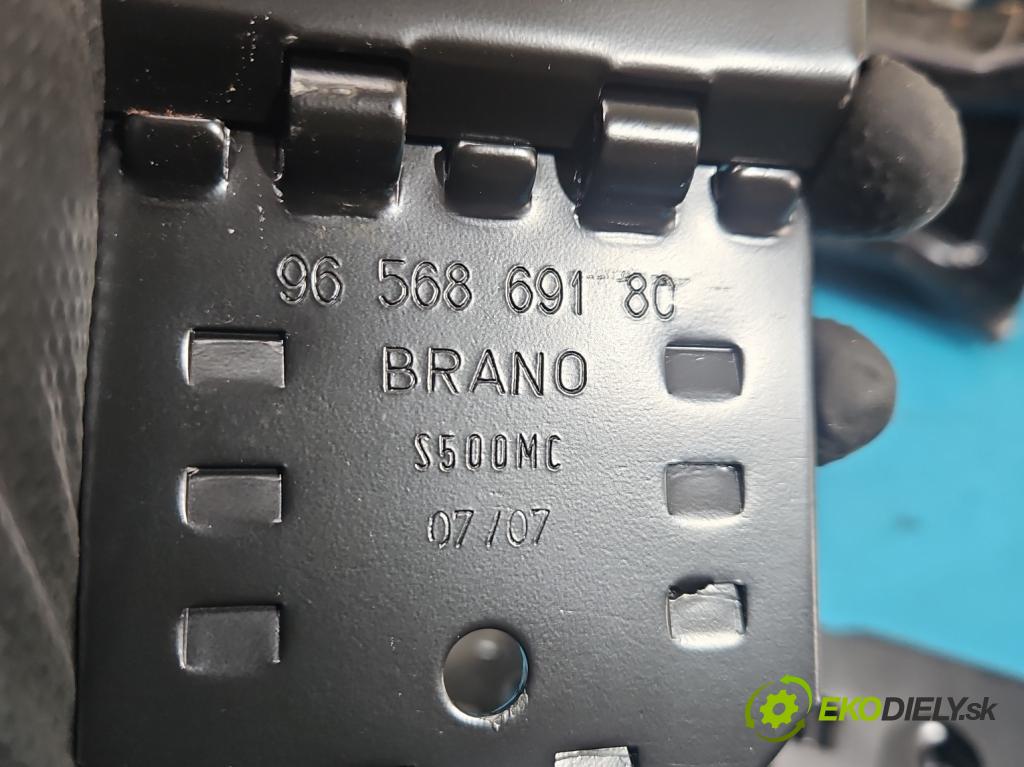 96 568 691 80
BRANO
S500MC
07/07
EKODIELY.sk